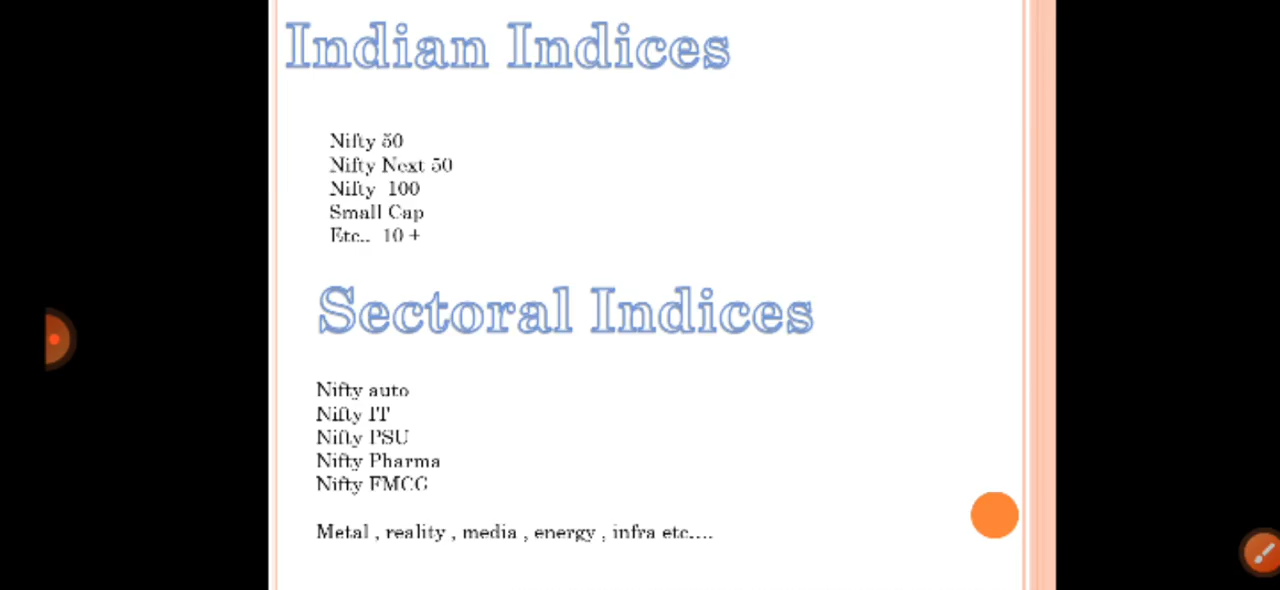 Indian Indices
Nifty 50
Nifty Next 50
Nifty 100
Small Cap
Etc.. 10 +
Sectoral Indices
Nifty auto
Nifty IT
Nifty PSU
Nifty Pharma
Nifty FMCG
Metal , reality , media , energy , infra etc....